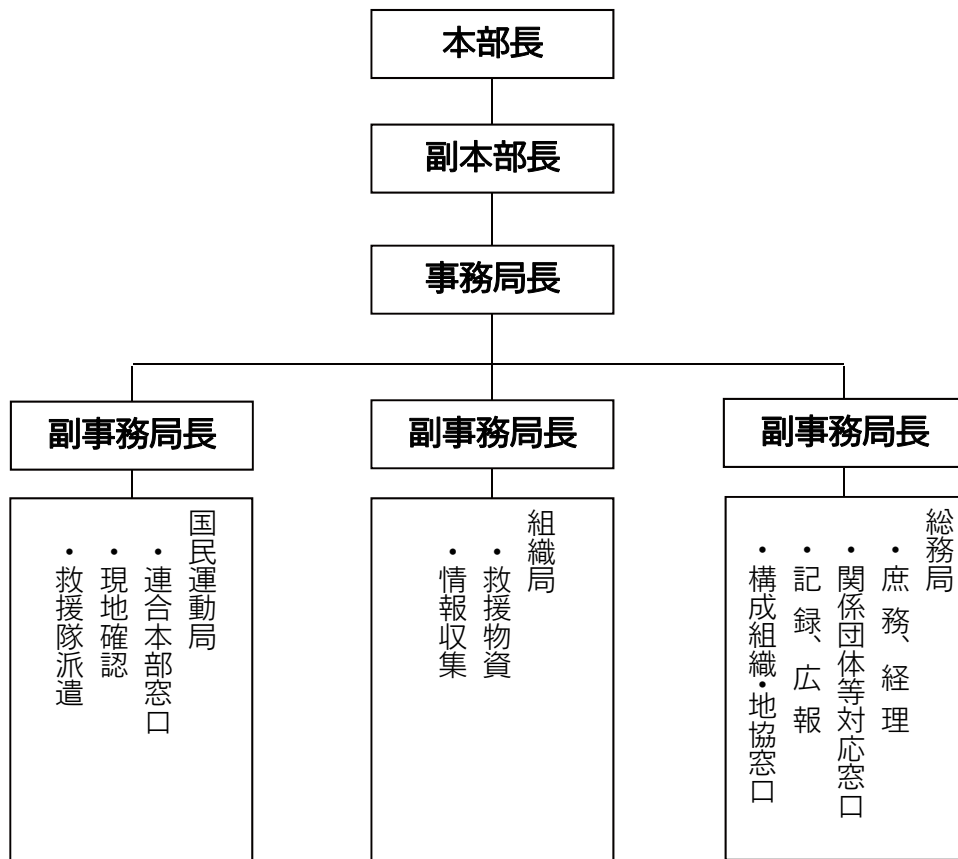 本部長
副本部長
事務局長
副事務局長
国民運動局
・連合本部窓口
・現地確認
・救援隊派遣
副事務局長
組織局
・救援物資
・情報収集
副事務局長
総務局
・庶務、経理
・関係団体等対応窓口
・記録、広報
・構成組織・地協窓口